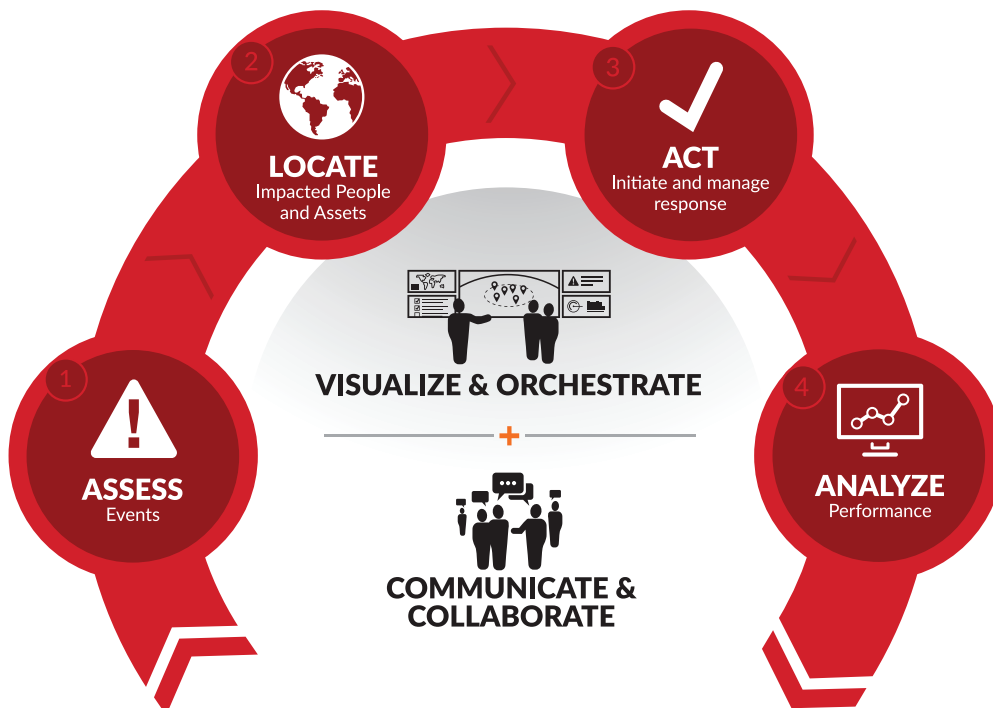 1
ASSESS
Events
2
LOCATE
Impacted People
and Assets
3
ACT
Initiate and manage
response
4
ANALYZE
Performance
VISUALIZE & ORCHESTRATE
+
COMMUNICATE &
COLLABORATE